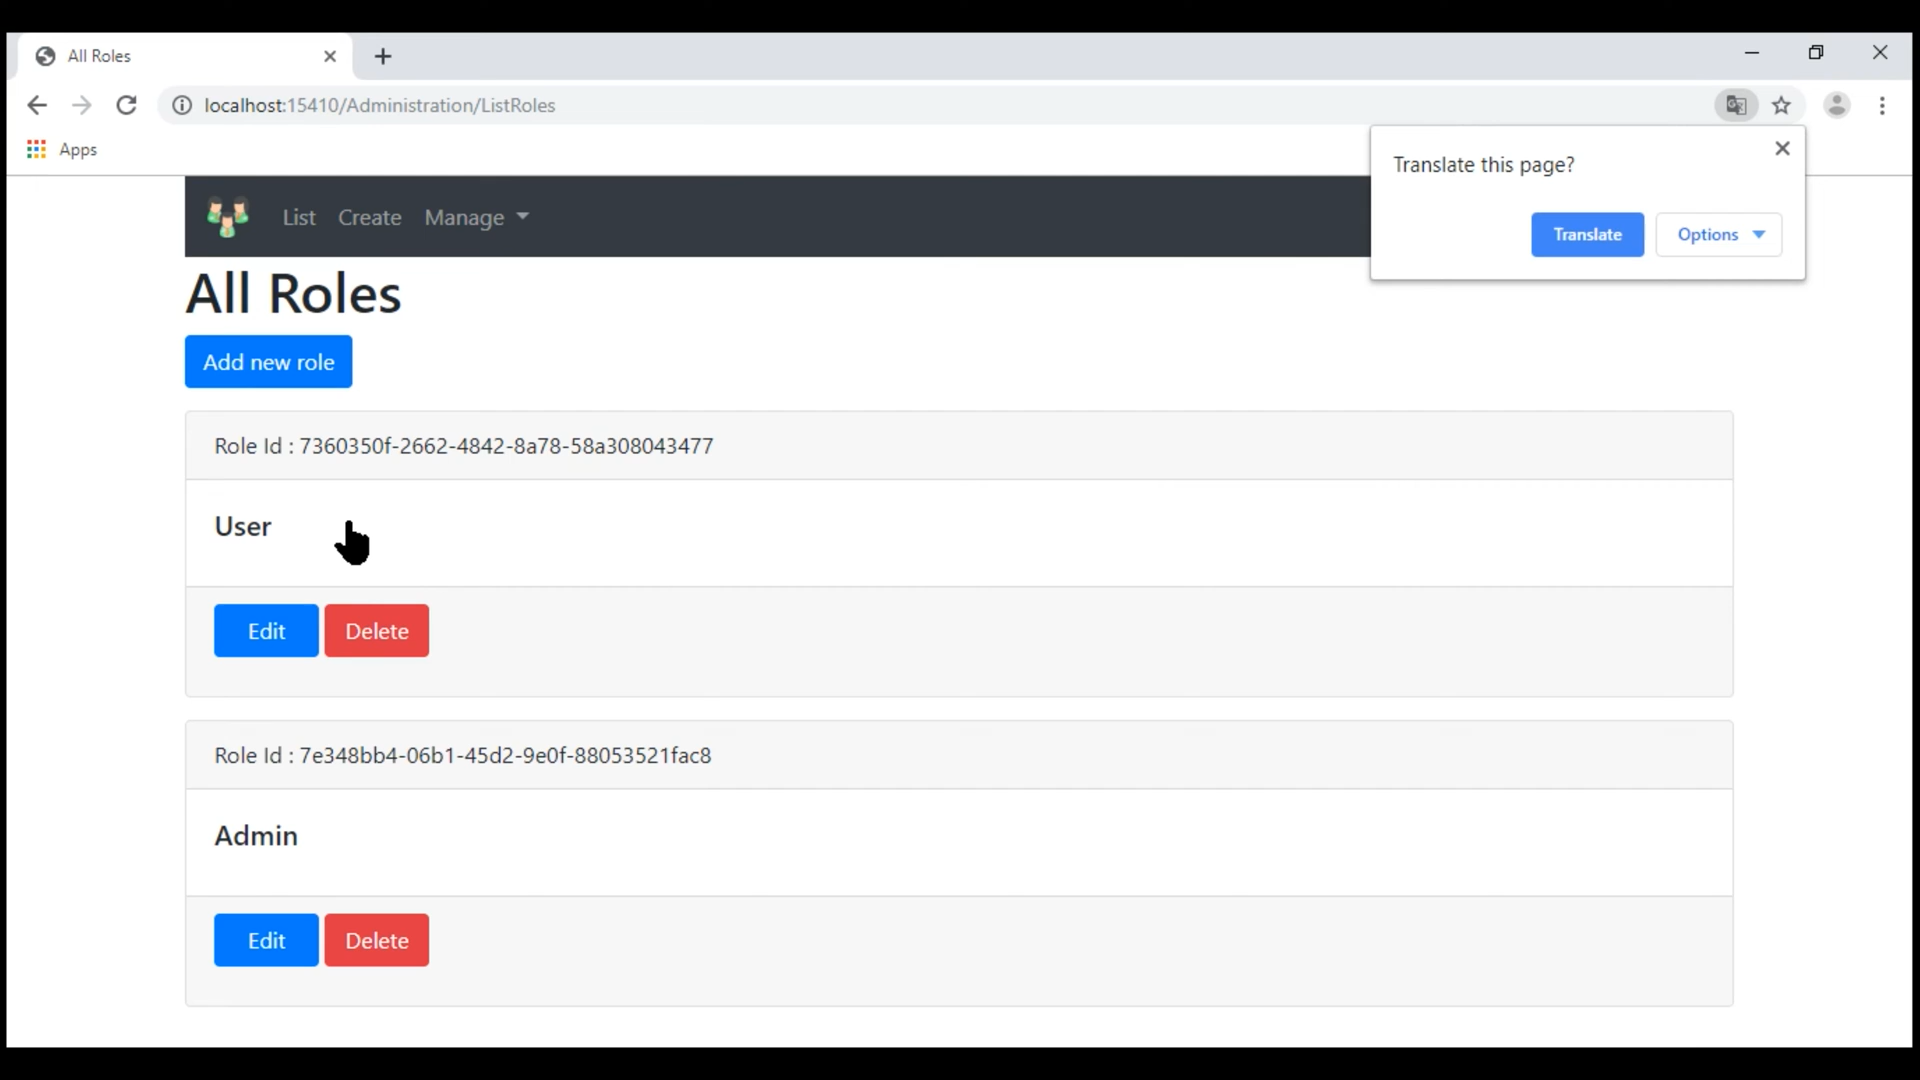 All Roles
localhost:15410/Administration/ListRoles
Apps
Translate this page?
Translate
Options
List Create Manage
All Roles
Add new role
Role Id : 7360350f-2662-4842-8a78-58a308043477
User
Edit Delete
Role Id : 7e348bb4-06b1-45d2-9e0f-88053521fac8
Admin
Edit Delete